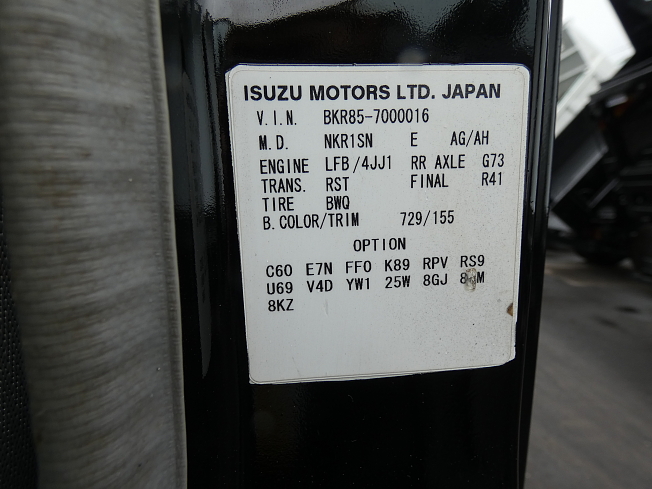 ISUZU MOTORS LTD. JAPAN
V.I.N. BKR85-7000016
M.D. NKR1SN E AG/AH
ENGINE LFB/4JJ1 RR AXLE G73
TRANS. RST FINAL R41
TIRE BWQ
B.COLOR/TRIM 729/155
OPTION
C60 E7N FF0 K89 RPV RS9
U69 V4D YW1 25W 8GJ
8KZ